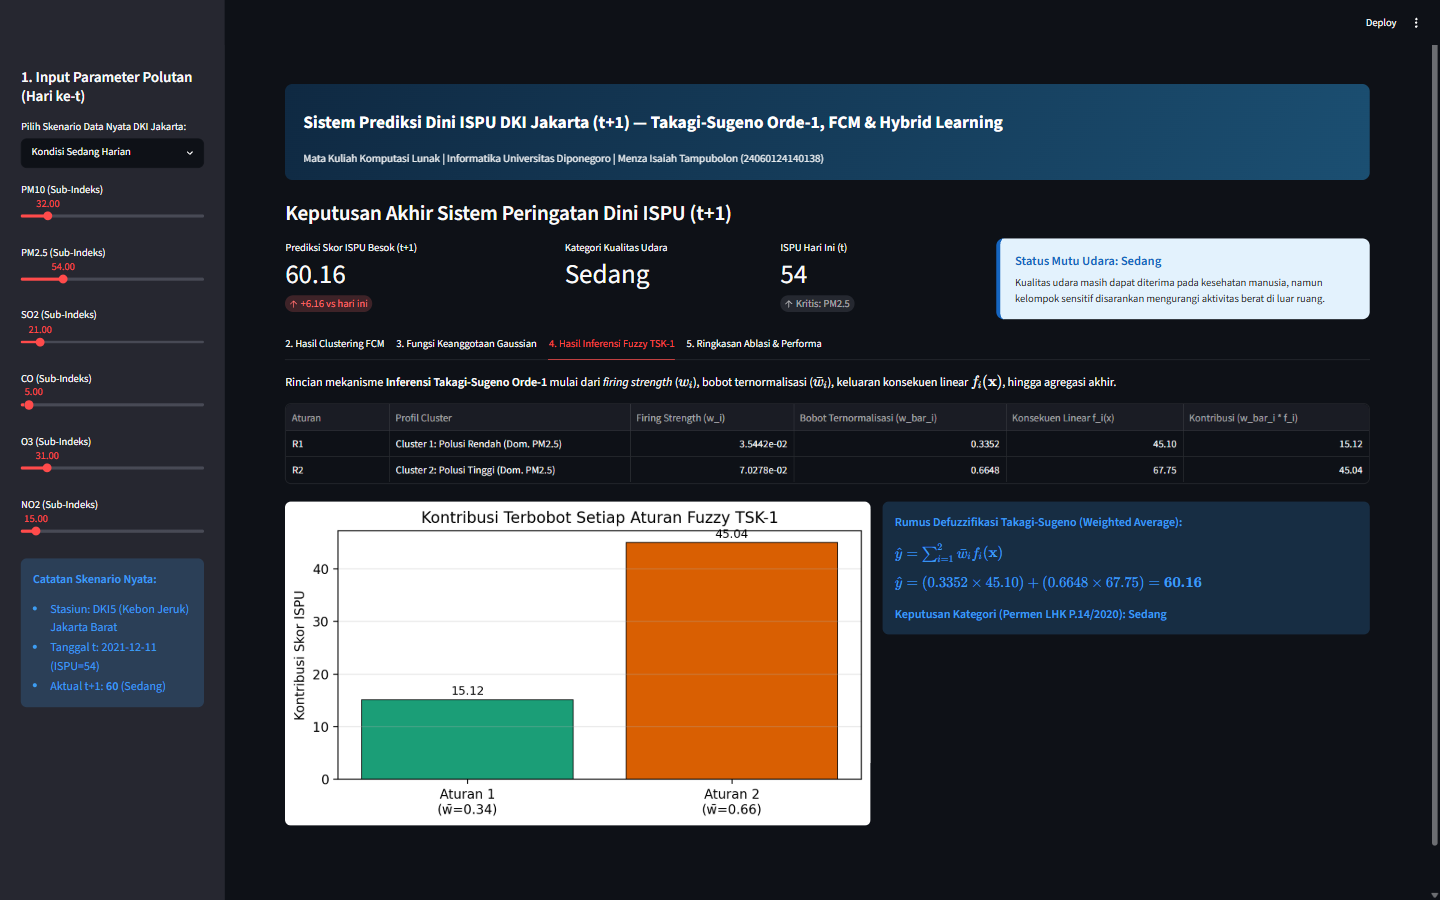 Deploy
1. Input Parameter Polutan
(Hari ke-t)
Pilih Skenario Data Nyata DKI Jakarta:
Kondisi Sedang Harian
PM10 (Sub-Indeks)
32.00
PM2.5 (Sub-Indeks)
54.00
SO2 (Sub-Indeks)
21.00
CO (Sub-Indeks)
5.00
O3 (Sub-Indeks)
31.00
NO2 (Sub-Indeks)
15.00
Catatan Skenario Nyata:
• Stasiun: DKI5 (Kebon Jeruk)
Jakarta Barat
• Tanggal t: 2021-12-11
(ISPU=54)
• Aktual t+1: 60 (Sedang)
Sistem Prediksi Dini ISPU DKI Jakarta (t+1) — Takagi-Sugeno Orde-1, FCM & Hybrid Learning
Mata Kuliah Komputasi Lunak | Informatika Universitas Diponegoro | Menza Isaiah Tampubolon (24060124140138)
Keputusan Akhir Sistem Peringatan Dini ISPU (t+1)
Prediksi Skor ISPU Besok (t+1)
60.16
↑ +6.16 vs hari ini
Kategori Kualitas Udara
Sedang
ISPU Hari Ini (t)
54
↑ Kritis: PM2.5
Status Mutu Udara: Sedang
Kualitas udara masih dapat diterima pada kesehatan manusia, namun
kelompok sensitif disarankan mengurangi aktivitas berat di luar ruang.
2. Hasil Clustering FCM 3. Fungsi Keanggotaan Gaussian 4. Hasil Inferensi Fuzzy TSK-1 5. Ringkasan Ablasi & Performa
Rincian mekanisme Inferensi Takagi-Sugeno Orde-1 mulai dari firing strength (wᵢ), bobot ternormalisasi (w̄ᵢ), keluaran konsekuen linear fᵢ(x), hingga agregasi akhir.
Aturan Profil Cluster Firing Strength (w_i) Bobot Ternormalisasi (w_bar_i) Konsekuen Linear f_i(x) Kontribusi (w_bar_i * f_i)
R1 Cluster 1: Polusi Rendah (Dom. PM2.5) 3.5442e-02 0.3352 45.10 15.12
R2 Cluster 2: Polusi Tinggi (Dom. PM2.5) 7.0278e-02 0.6648 67.75 45.04
Kontribusi Terbobot Setiap Aturan Fuzzy TSK-1
Kontribusi Skor ISPU
40
30
20
10
0
15.12
45.04
Aturan 1
(w̄=0.34)
Aturan 2
(w̄=0.66)
Rumus Defuzzifikasi Takagi-Sugeno (Weighted Average):
ŷ = ∑²ᵢ₌₁ w̄ᵢfᵢ(x)
ŷ = (0.3352 × 45.10) + (0.6648 × 67.75) = 60.16
Keputusan Kategori (Permen LHK P.14/2020): Sedang